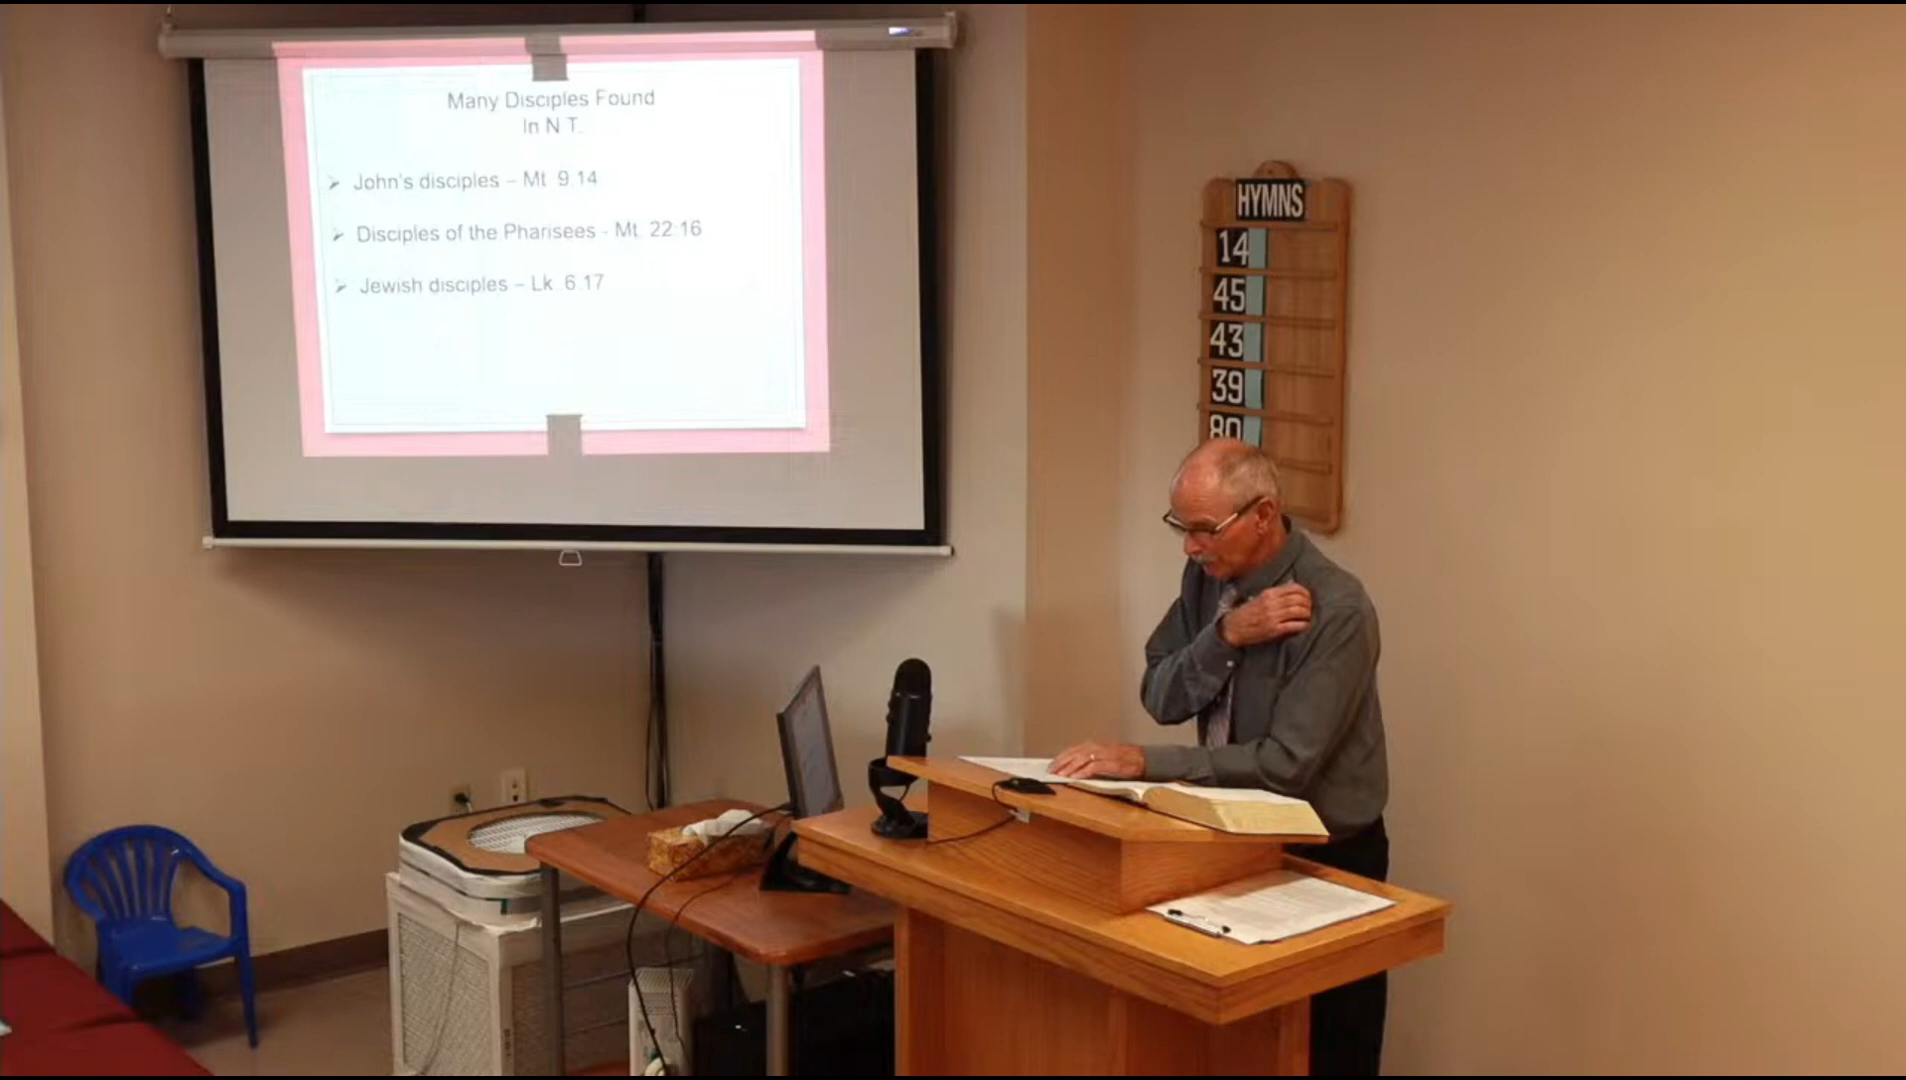 Many Disciples Found
In N T.
➢ John's disciples – Mt. 9:14
➢ Disciples of the Pharisees - Mt. 22:16
➢ Jewish disciples – Lk. 6:17
HYMNS
14
45
43
39
80